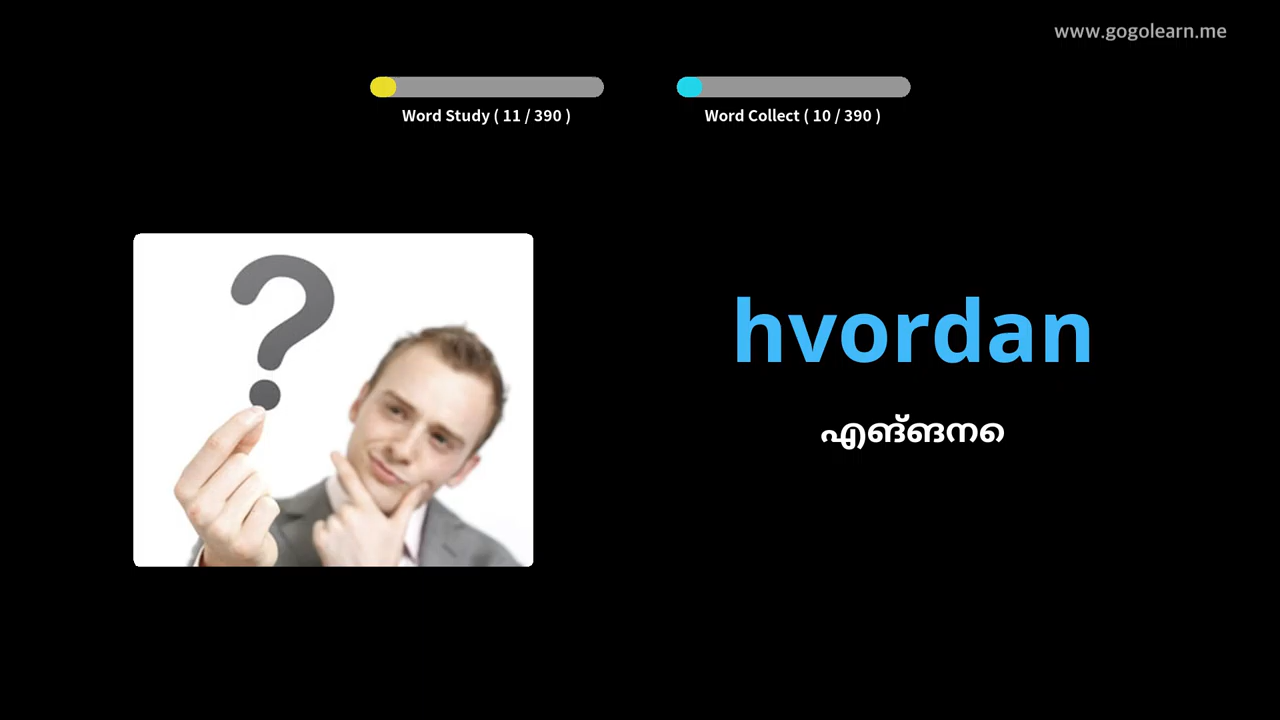 www.gogolearn.me
Word Study ( 11 / 390 )
Word Collect ( 10 / 390 )
?
hvordan
എങ്ങനെ